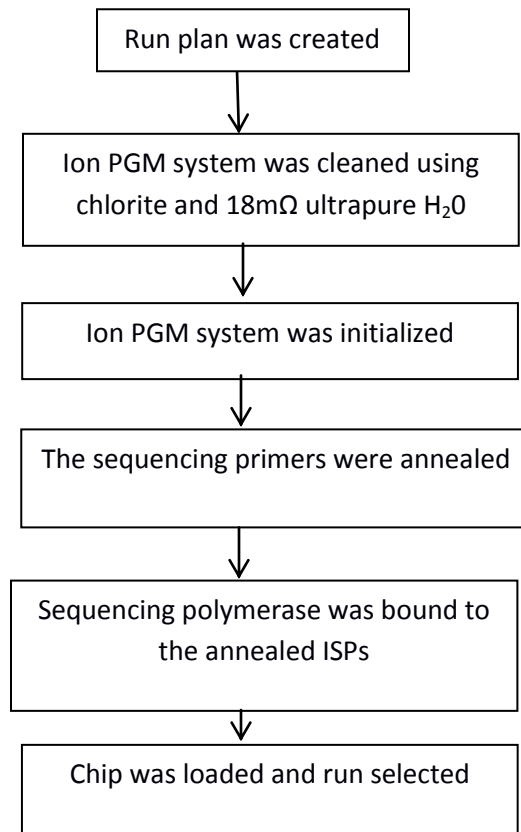 Run plan was created
Ion PGM system was cleaned using
chlorite and 18mΩ ultrapure H₂0
Ion PGM system was initialized
The sequencing primers were annealed
Sequencing polymerase was bound to
the annealed ISPs
Chip was loaded and run selected